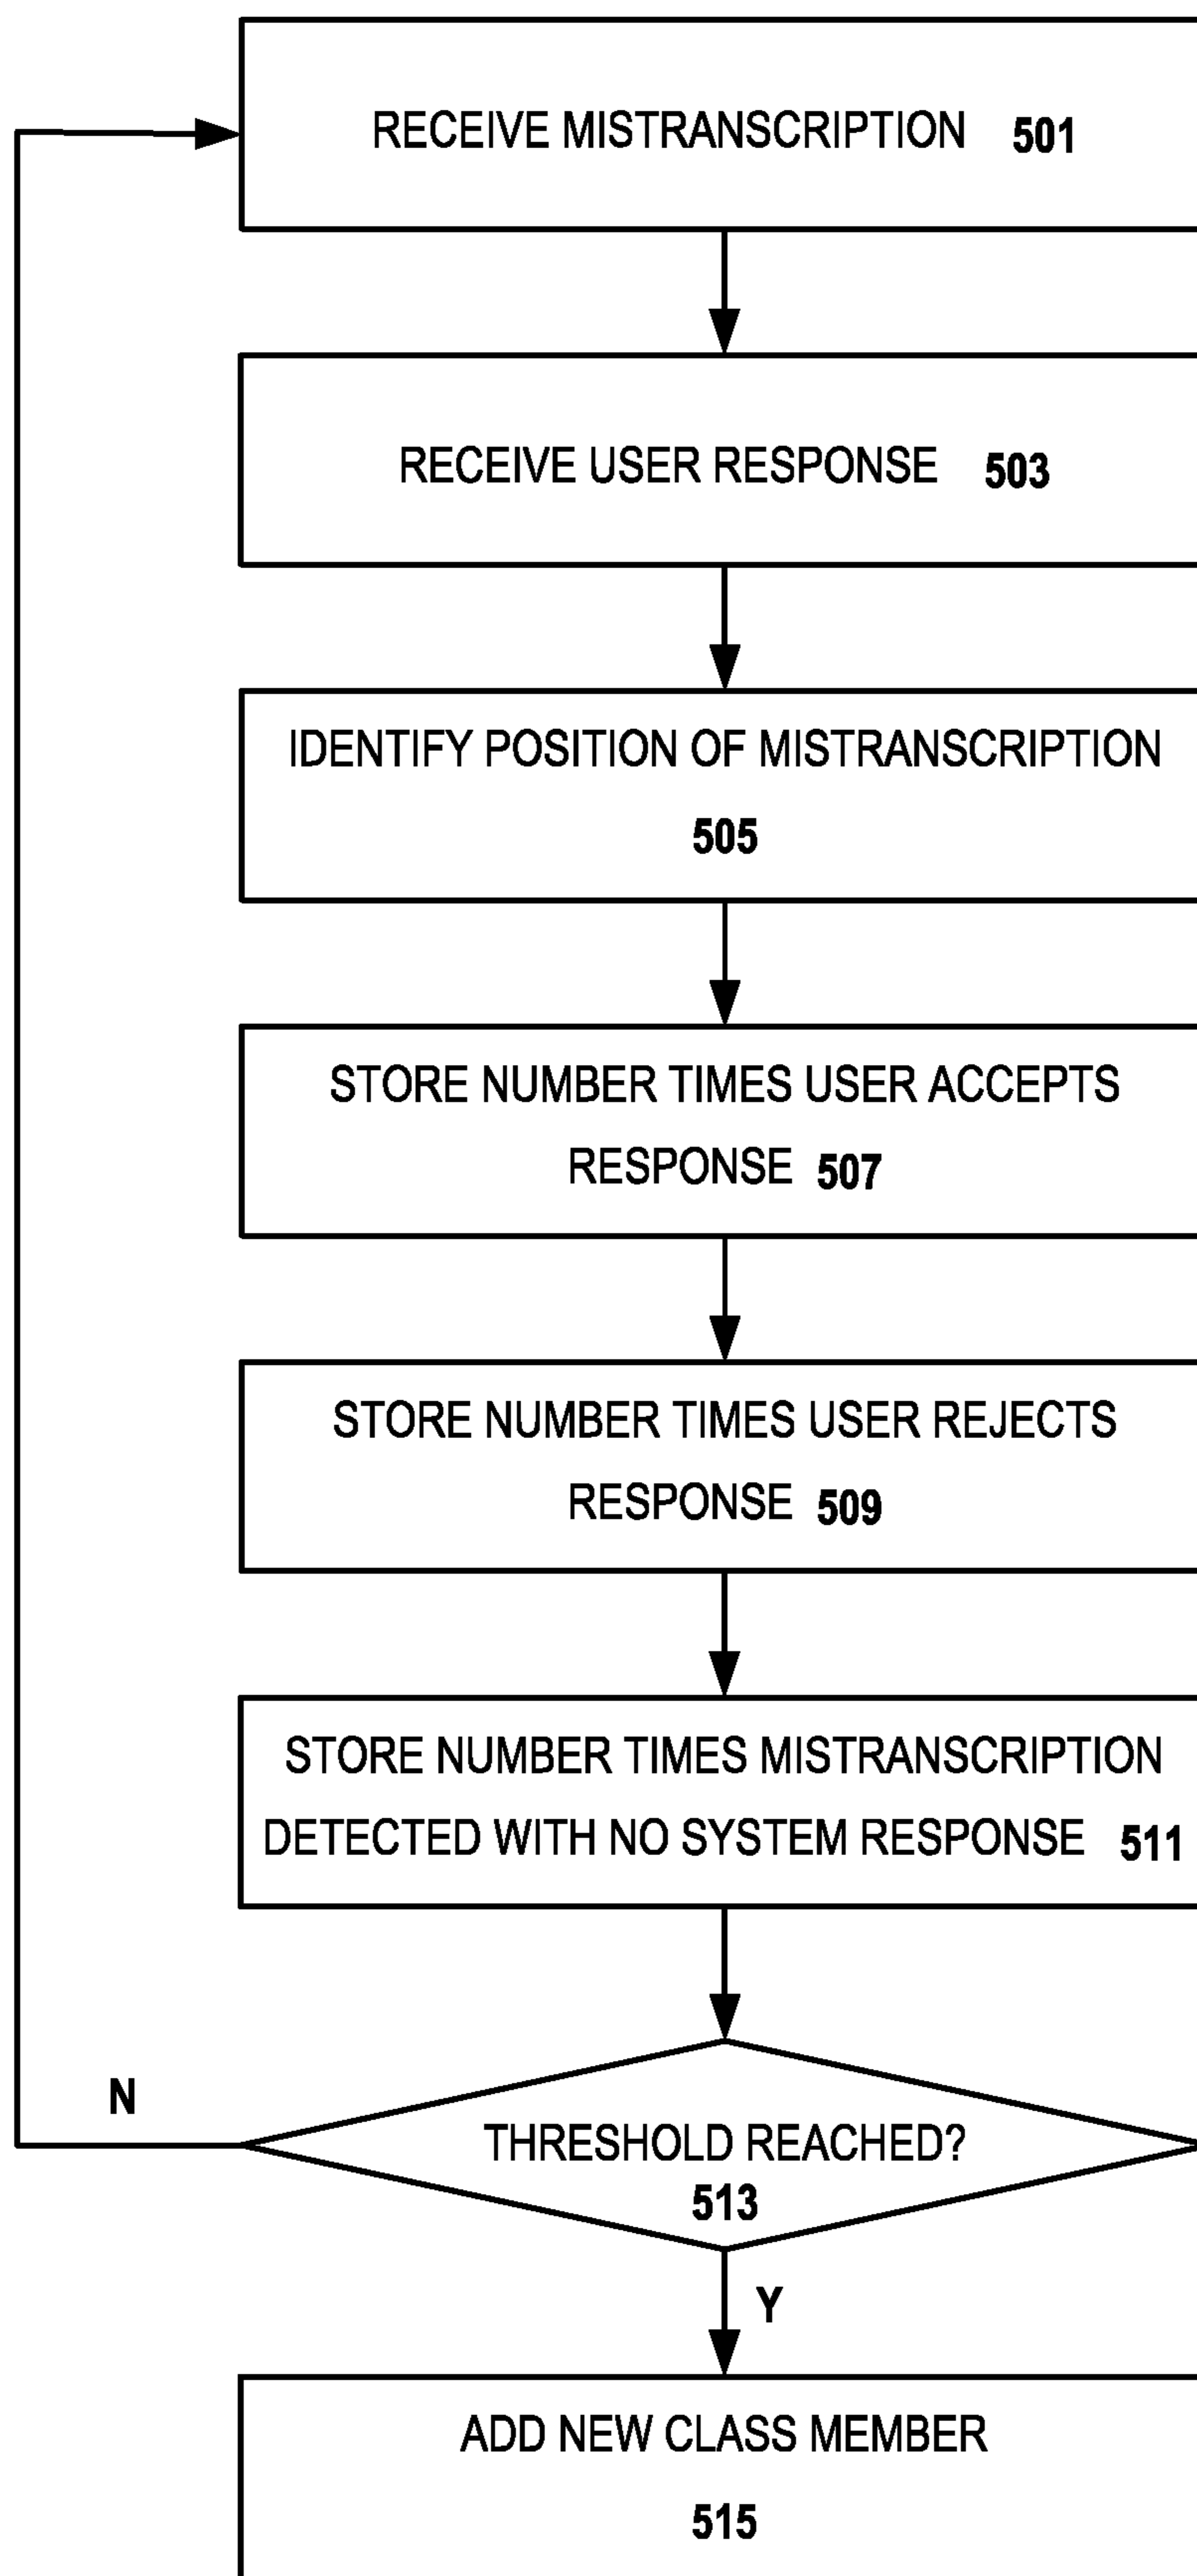 RECEIVE MISTRANSCRIPTION 501
RECEIVE USER RESPONSE 503
IDENTIFY POSITION OF MISTRANSCRIPTION
505
STORE NUMBER TIMES USER ACCEPTS
RESPONSE 507
STORE NUMBER TIMES USER REJECTS
RESPONSE 509
STORE NUMBER TIMES MISTRANSCRIPTION
DETECTED WITH NO SYSTEM RESPONSE 511
N
THRESHOLD REACHED?
513
Y
ADD NEW CLASS MEMBER
515